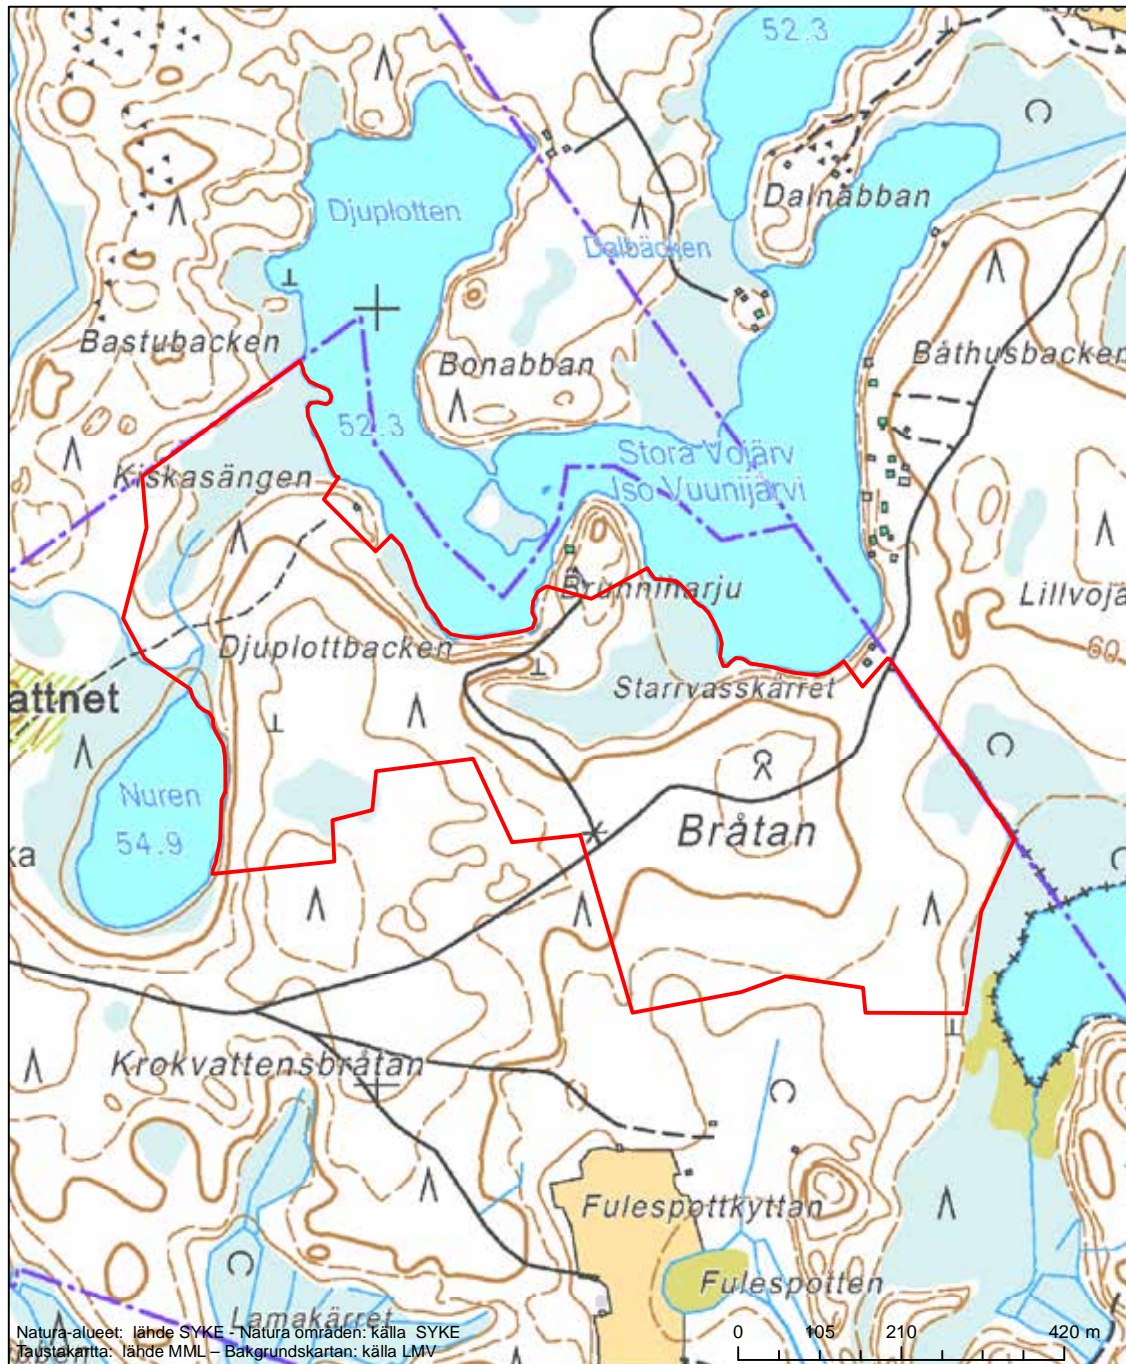 52.3
Djuplotten
Dalnabban
Dalbäcken
Bastubacken
Bonabban
Båthusbacken
52.3
Stora Vojärv
Iso Vuunijärvi
Kiskasängen
Brunniharju
Lillvojä
Djuplottbacken
60
attnet
Starrvasskärret
Nuren
54.9
Bråtan
ka
Krokvattensbråtan
Fulespottkyttan
Fulespotten
Lamakärret
Natura-alueet: lähde SYKE - Natura områden: källa SYKE
Taustakartta: lähde MML – Bakgrundskartan: källa LMV
0 105 210 420 m